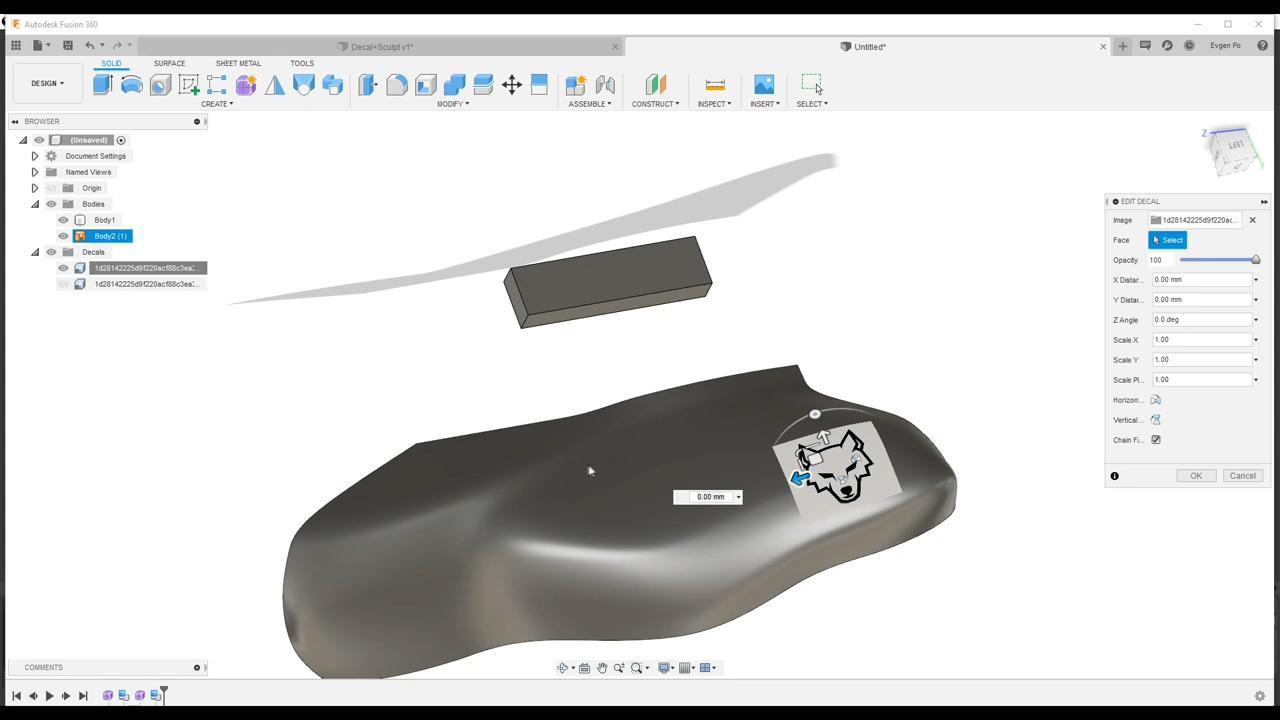 Autodesk Fusion 360
Decal+Sculpt v1*
Untitled*
Evgen Po
DESIGN
SOLID SURFACE SHEET METAL TOOLS
CREATE MODIFY ASSEMBLE CONSTRUCT INSPECT INSERT SELECT
BROWSER
(Unsaved)
Document Settings
Named Views
Origin
Bodies
Body1
Body2 (1)
Decals
1d28142225d9f220acf88c3ea...
1d28142225d9f220acf88c3ea...
Z
LEFT
EDIT DECAL
Image 1d28142225d9f220ac...
Face Select
Opacity 100
X Distar... 0.00 mm
Y Distar... 0.00 mm
Z Angle 0.0 deg
Scale X 1.00
Scale Y 1.00
Scale Pl... 1.00
Horizon...
Vertical ...
Chain F...
OK Cancel
0.00 mm
COMMENTS